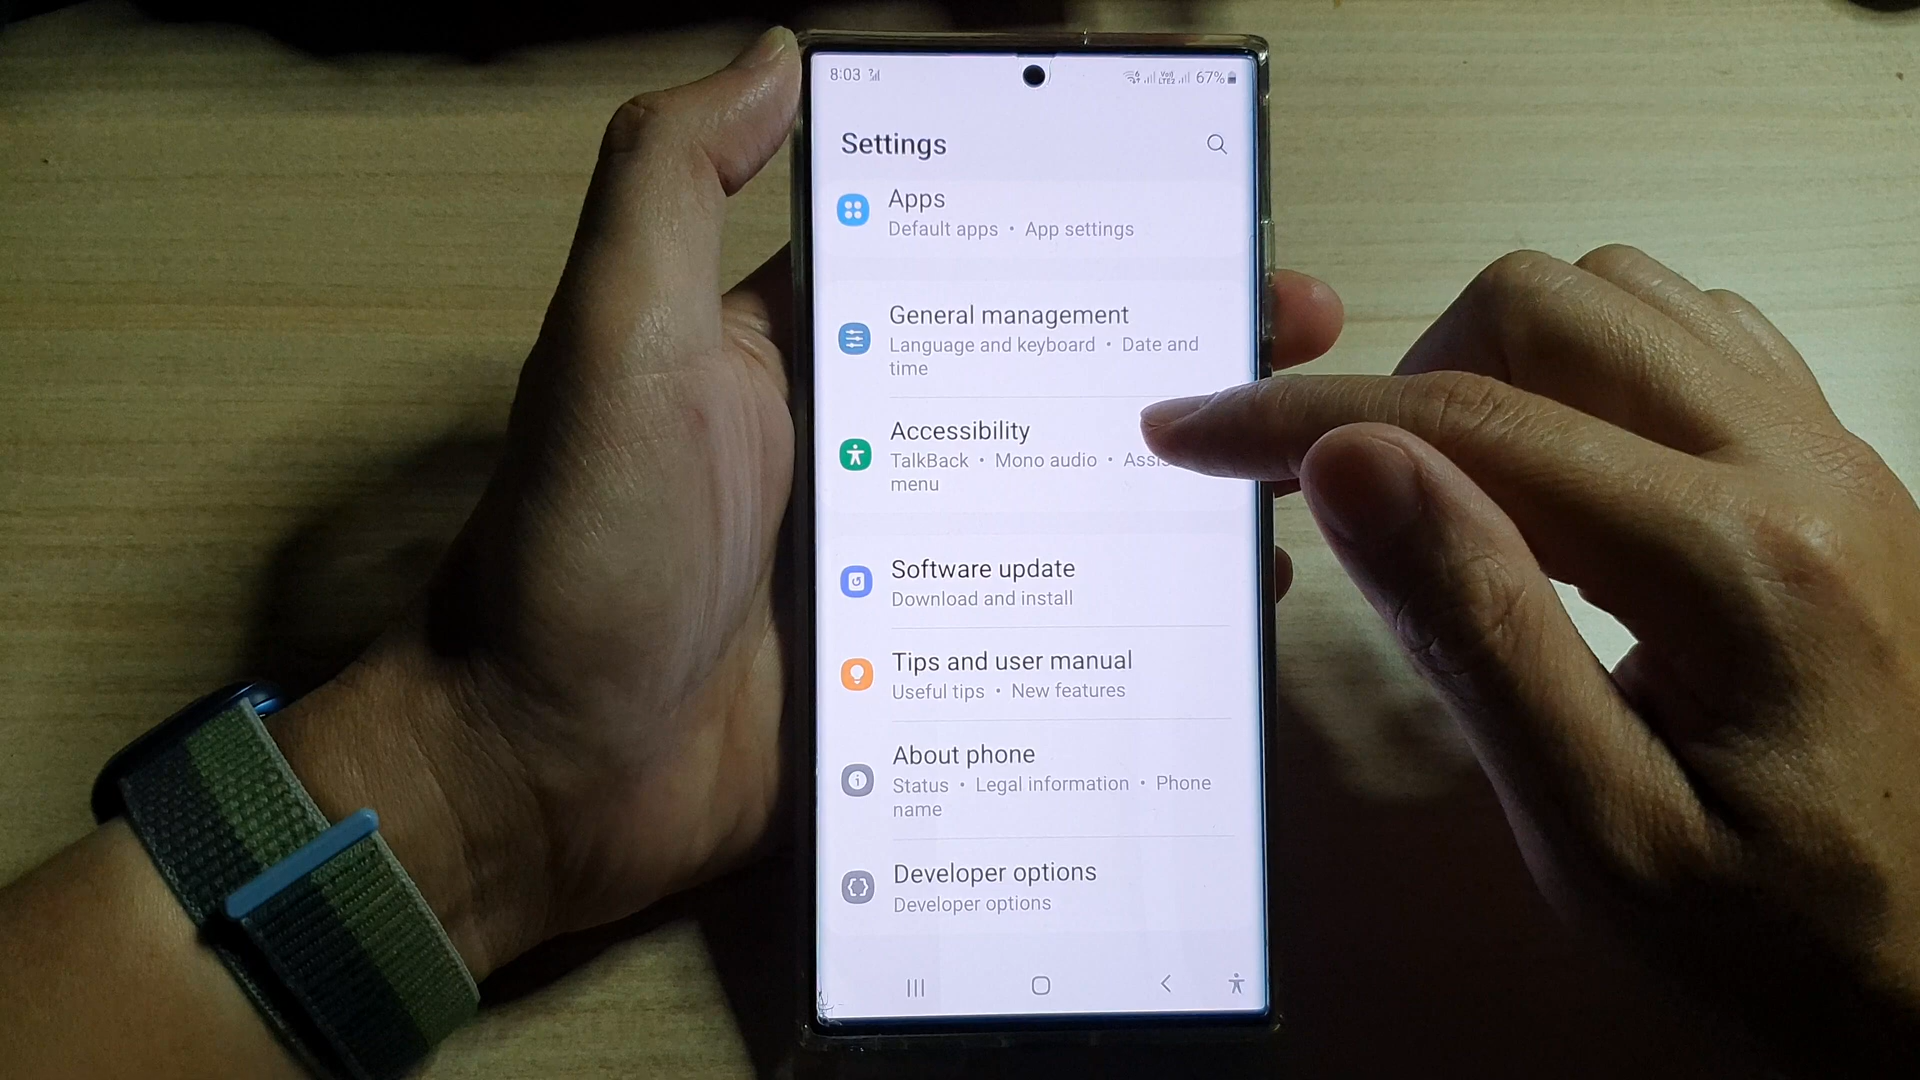 8:03
67%
Settings
Apps
Default apps • App settings
General management
Language and keyboard • Date and
time
Accessibility
TalkBack • Mono audio •
menu
Software update
Download and install
Tips and user manual
Useful tips • New features
About phone
Status • Legal information • Phone
name
Developer options
Developer options